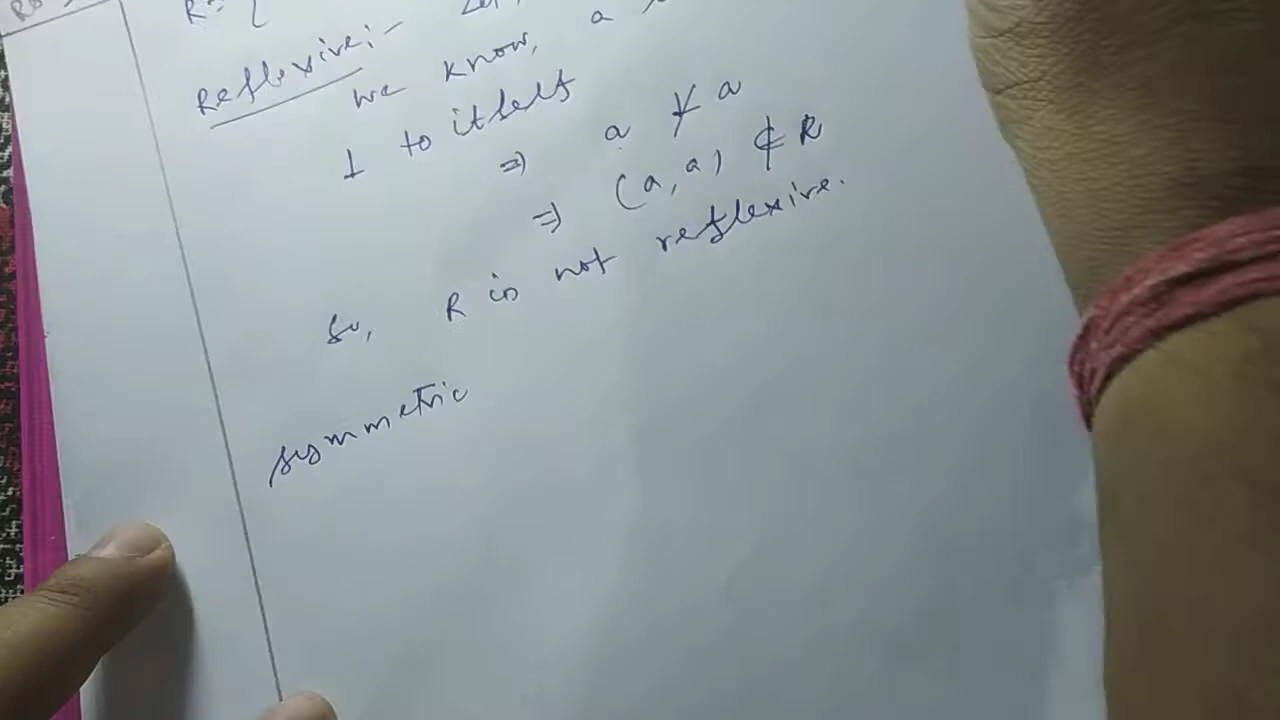 R = {
Reflexive:-
we know, a
⊥ to itself
⇒ a ⊥̸ a
⇒ (a, a) ∉ R
So, R is not reflexive.
symmetric